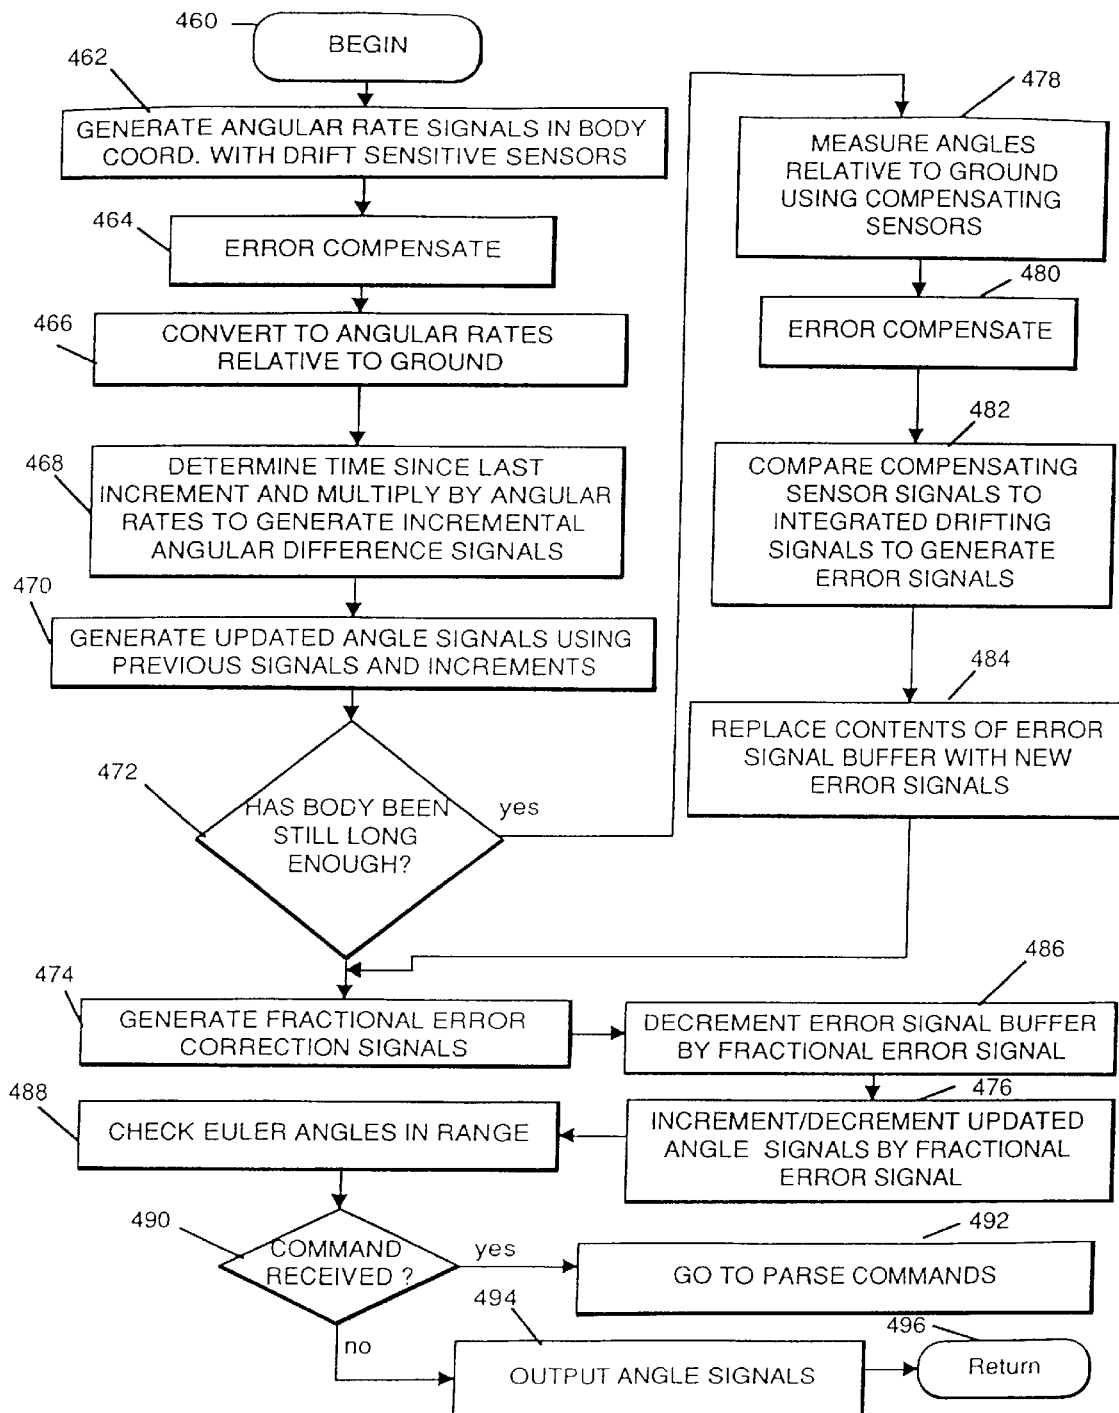 460
BEGIN
462
GENERATE ANGULAR RATE SIGNALS IN BODY
COORD. WITH DRIFT SENSITIVE SENSORS
464
ERROR COMPENSATE
466
CONVERT TO ANGULAR RATES
RELATIVE TO GROUND
468
DETERMINE TIME SINCE LAST
INCREMENT AND MULTIPLY BY ANGULAR
RATES TO GENERATE INCREMENTAL
ANGULAR DIFFERENCE SIGNALS
470
GENERATE UPDATED ANGLE SIGNALS USING
PREVIOUS SIGNALS AND INCREMENTS
472
HAS BODY BEEN
STILL LONG
ENOUGH?
yes
478
MEASURE ANGLES
RELATIVE TO GROUND
USING COMPENSATING
SENSORS
480
ERROR COMPENSATE
482
COMPARE COMPENSATING
SENSOR SIGNALS TO
INTEGRATED DRIFTING
SIGNALS TO GENERATE
ERROR SIGNALS
484
REPLACE CONTENTS OF ERROR
SIGNAL BUFFER WITH NEW
ERROR SIGNALS
474
GENERATE FRACTIONAL ERROR
CORRECTION SIGNALS
486
DECREMENT ERROR SIGNAL BUFFER
BY FRACTIONAL ERROR SIGNAL
476
INCREMENT/DECREMENT UPDATED
ANGLE SIGNALS BY FRACTIONAL
ERROR SIGNAL
488
CHECK EULER ANGLES IN RANGE
490
COMMAND
RECEIVED ?
yes
492
GO TO PARSE COMMANDS
no
494
OUTPUT ANGLE SIGNALS
496
Return